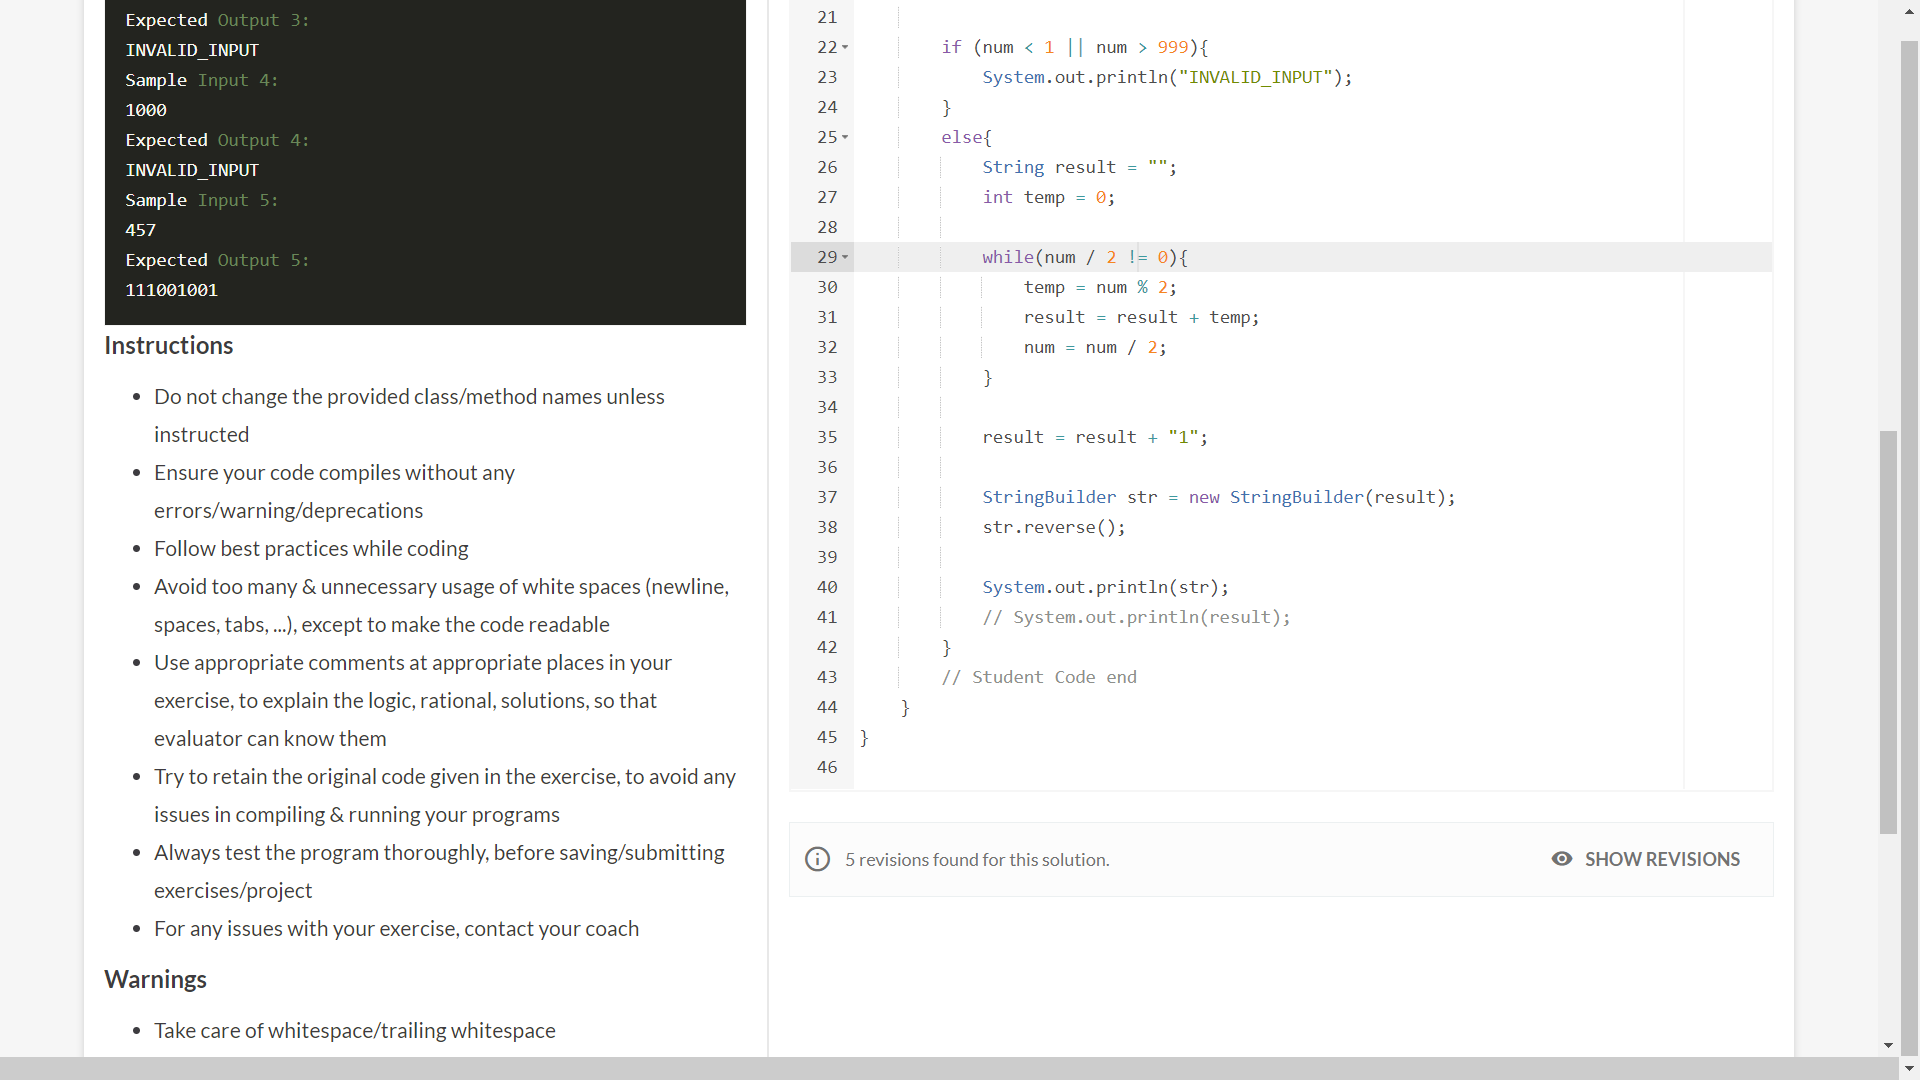 Expected Output 3:
INVALID_INPUT
Sample Input 4:
1000
Expected Output 4:
INVALID_INPUT
Sample Input 5:
457
Expected Output 5:
111001001
Instructions
• Do not change the provided class/method names unless
instructed
• Ensure your code compiles without any
errors/warning/deprecations
• Follow best practices while coding
• Avoid too many & unnecessary usage of white spaces (newline,
spaces, tabs, ...), except to make the code readable
• Use appropriate comments at appropriate places in your
exercise, to explain the logic, rational, solutions, so that
evaluator can know them
• Try to retain the original code given in the exercise, to avoid any
issues in compiling & running your programs
• Always test the program thoroughly, before saving/submitting
exercises/project
• For any issues with your exercise, contact your coach
Warnings
• Take care of whitespace/trailing whitespace
21
22 if (num < 1 || num > 999){
23 System.out.println("INVALID_INPUT");
24 }
25 else{
26 String result = "";
27 int temp = 0;
28
29 while(num / 2 != 0){
30 temp = num % 2;
31 result = result + temp;
32 num = num / 2;
33 }
34
35 result = result + "1";
36
37 StringBuilder str = new StringBuilder(result);
38 str.reverse();
39
40 System.out.println(str);
41 // System.out.println(result);
42 }
43 // Student Code end
44 }
45 }
46
5 revisions found for this solution.
SHOW REVISIONS